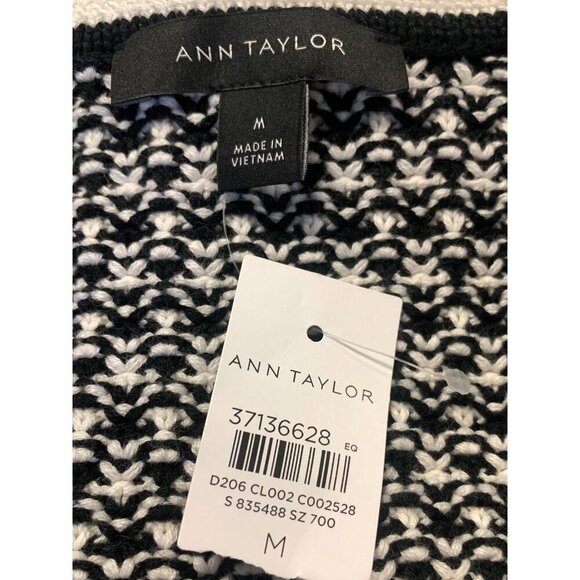 ANN TAYLOR
M
MADE IN
VIETNAM
ANN TAYLOR
37136628 EQ
D206 CL002 C002528
S 835488 SZ 700
M